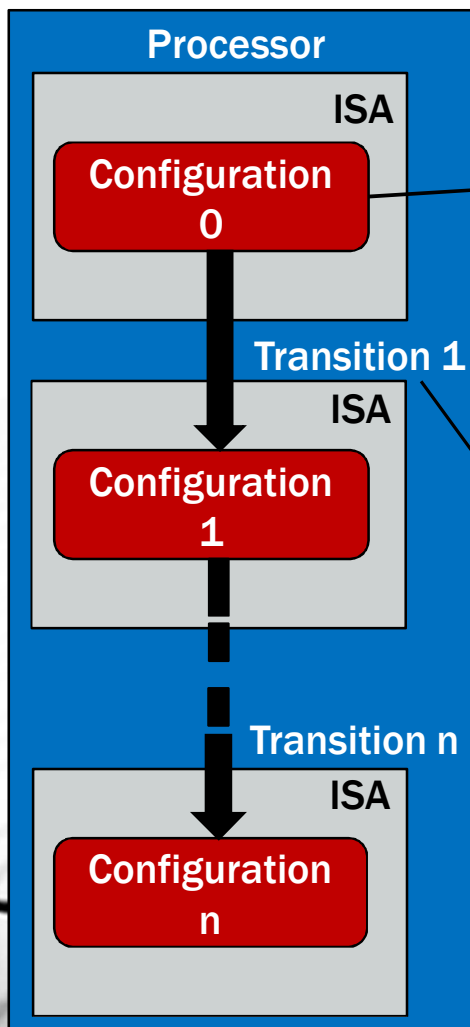 Processor
ISA
Configuration
0
Transition 1
ISA
Configuration
1
Transition n
ISA
Configuration
n